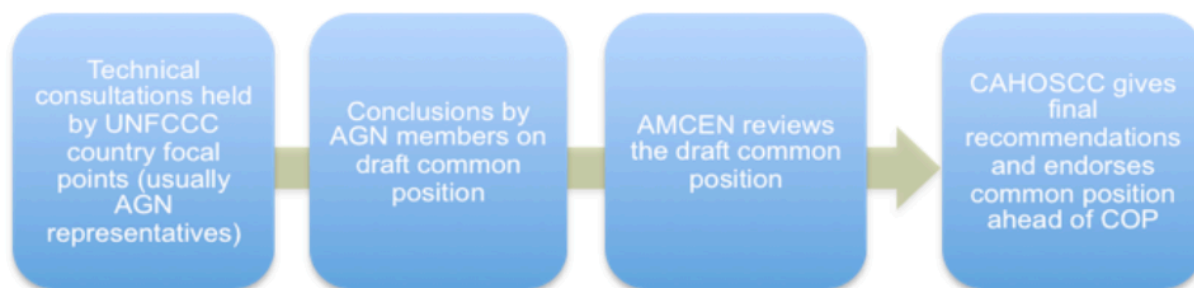 Technical
consultations held
by UNFCCC
country focal
points (usually
AGN
representatives)
Conclusions by
AGN members on
draft common
position
AMCEN reviews
the draft common
position
CAHOSCC gives
final
recommendations
and endorses
common position
ahead of COP